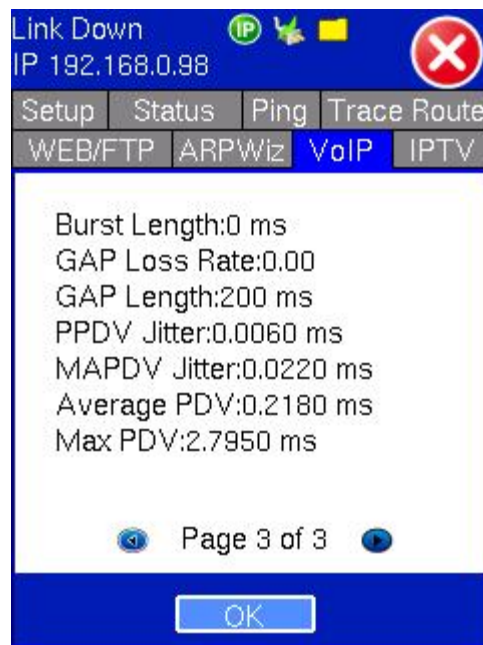 Link Down IP
IP 192.168.0.98
Setup Status Ping Trace Route
WEB/FTP ARPWiz VoIP IPTV
Burst Length:0 ms
GAP Loss Rate:0.00
GAP Length:200 ms
PPDV Jitter:0.0060 ms
MAPDV Jitter:0.0220 ms
Average PDV:0.2180 ms
Max PDV:2.7950 ms
Page 3 of 3
OK